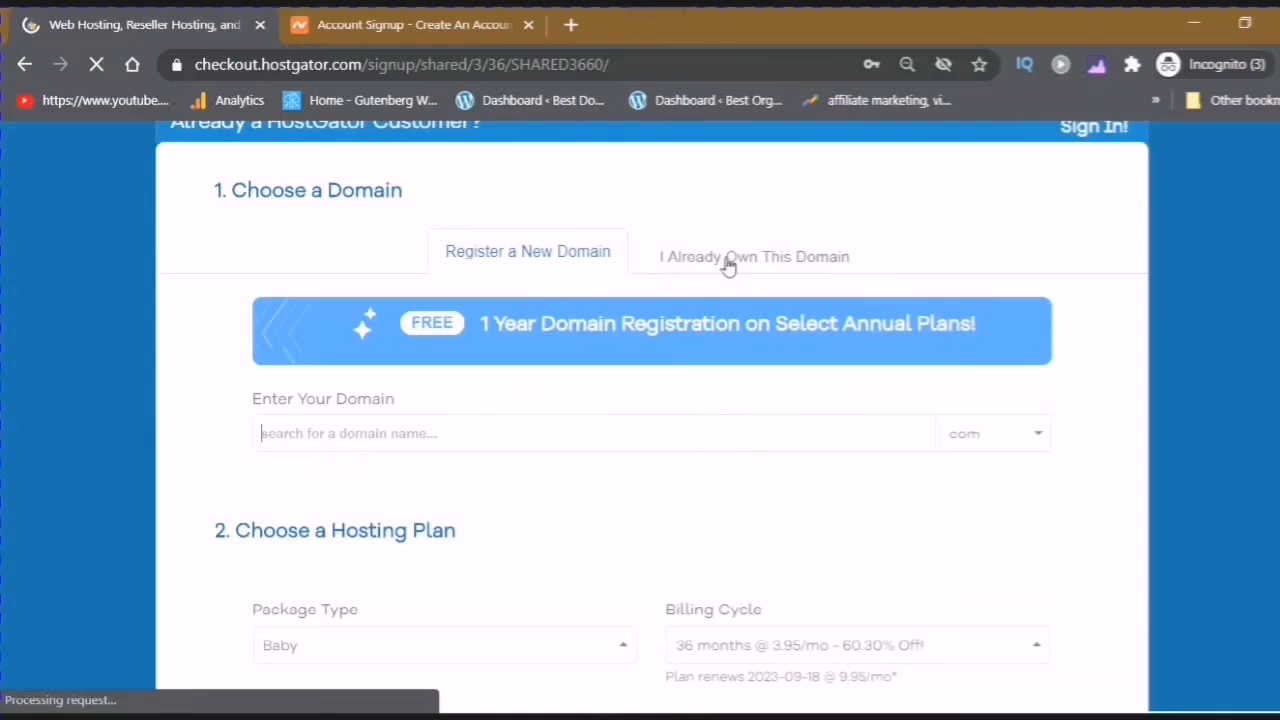 Web Hosting, Reseller Hosting, and
Account Signup - Create An Accoun
checkout.hostgator.com/signup/shared/3/36/SHARED3660/
IQ
Incognito (3)
https://www.youtube....
Analytics
Home - Gutenberg W...
Dashboard ‹ Best Do...
Dashboard ‹ Best Org...
affiliate marketing, vi...
»
Other bookm
Already a HostGator Customer?
Sign In!
1. Choose a Domain
Register a New Domain
I Already Own This Domain
FREE 1 Year Domain Registration on Select Annual Plans!
Enter Your Domain
search for a domain name...
com
2. Choose a Hosting Plan
Package Type
Billing Cycle
Baby
36 months @ 3.95/mo - 60.30% Off!
Plan renews 2023-09-18 @ 9.95/mo*
Processing request...